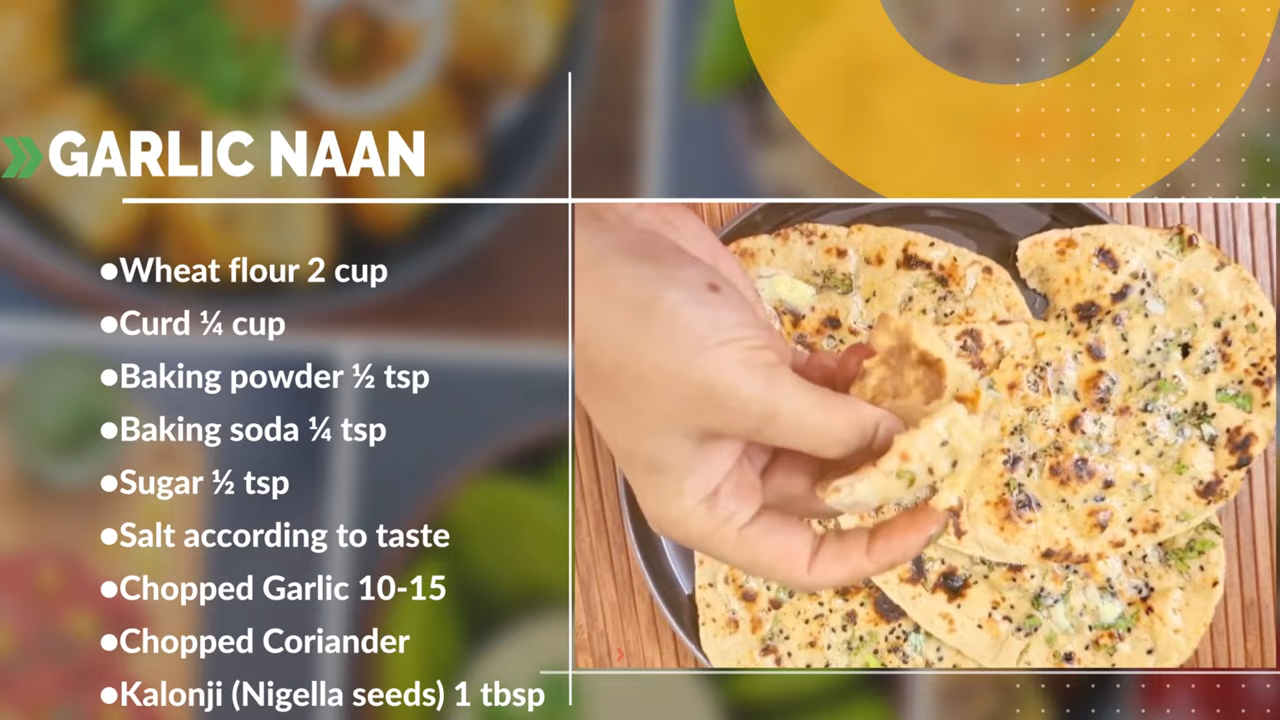 GARLIC NAAN
●Wheat flour 2 cup
●Curd ¼ cup
●Baking powder ½ tsp
●Baking soda ¼ tsp
●Sugar ½ tsp
●Salt according to taste
●Chopped Garlic 10-15
●Chopped Coriander
●Kalonji (Nigella seeds) 1 tbsp